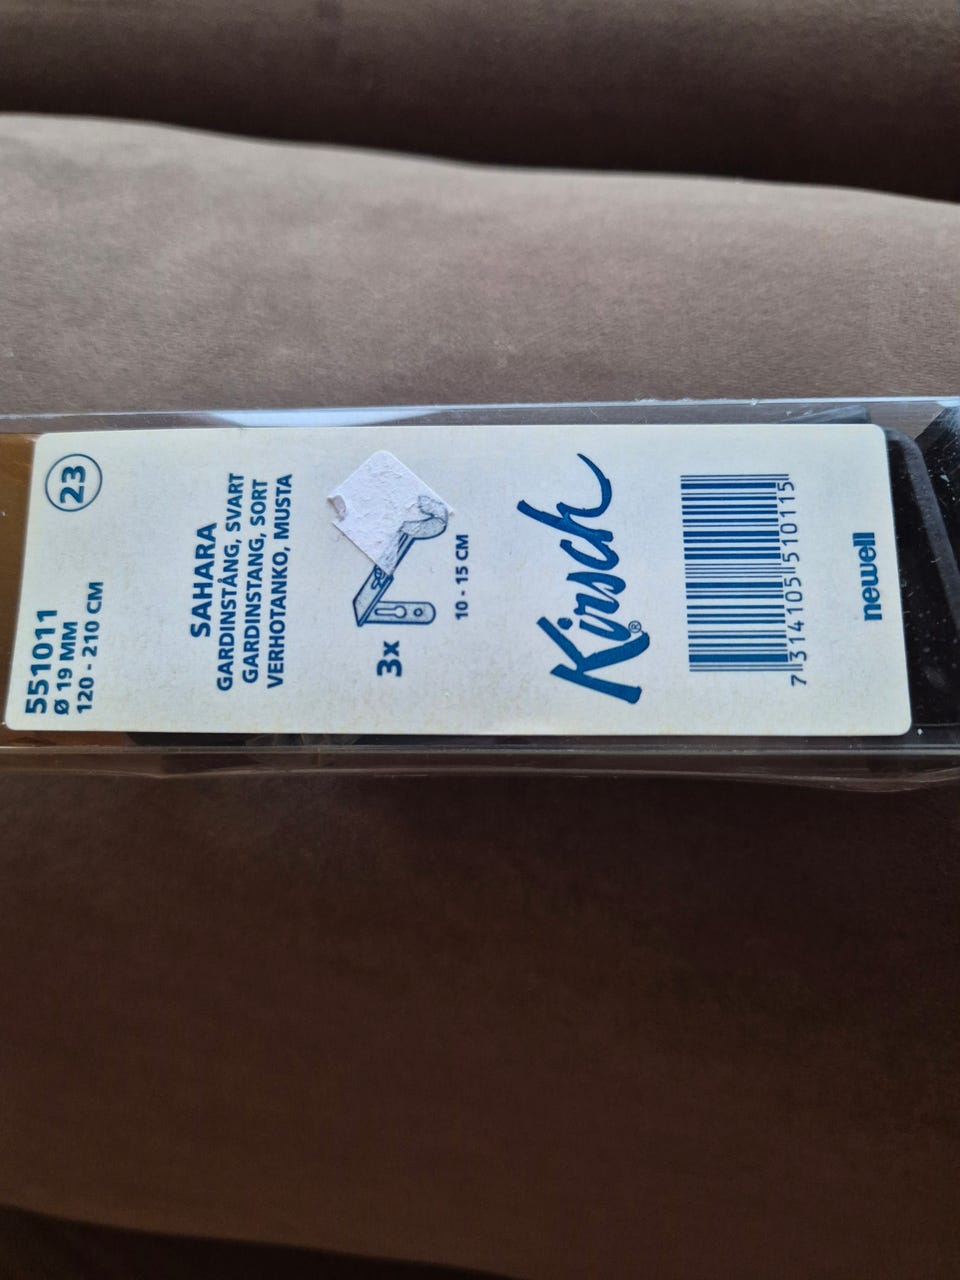 551011
Ø 19 MM
120 - 210 CM
23
SAHARA
GARDINSTÅNG, SVART
GARDINSTANG, SORT
VERHOTANKO, MUSTA
3x
10 - 15 CM
Kirsch®
7 314105 510115
newell